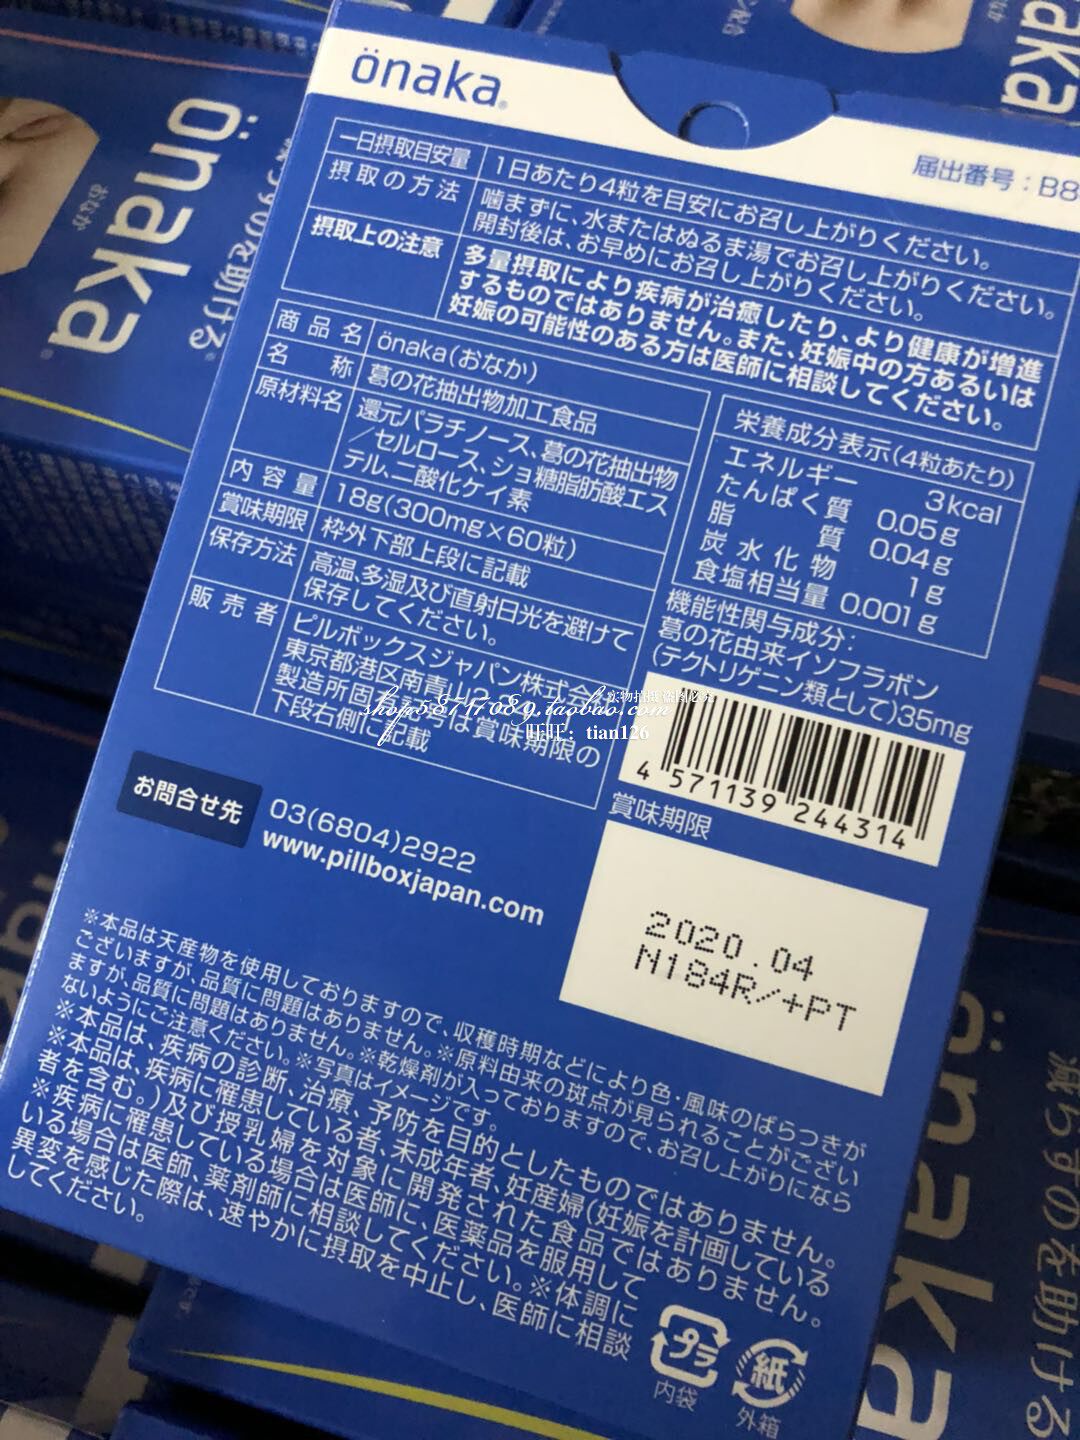 önaka®
届出番号：B8
一日摂取目安量
1日あたり4粒を目安にお召し上がりください。
摂取の方法
噛まずに、水またはぬるま湯でお召し上がりください。
開封後は、お早めにお召し上がりください。
摂取上の注意
多量摂取により疾病が治癒したり、より健康が増進
するものではありません。また、妊娠中の方あるいは
妊娠の可能性のある方は医師に相談してください。
商品名
önaka(おなか)
名称
葛の花抽出物加工食品
原材料名
還元パラチノース、葛の花抽出物
／セルロース、ショ糖脂肪酸エス
テル、二酸化ケイ素
内容量
18g(300mg×60粒)
賞味期限
枠外下部上段に記載
保存方法
高温、多湿及び直射日光を避けて
保存してください。
販売者
ピルボックスジャパン株式会
東京都港区南青山
製造所固 は賞味期限の
下段右側に記載
栄養成分表示(4粒あたり)
エネルギー 3kcal
たんぱく質 0.05g
脂質 0.04g
炭水化物 1g
食塩相当量 0.001g
機能性関与成分：
葛の花由来イソフラボン
(テクトリゲニン類として)35mg
4 571139 244314
賞味期限
2020.04
N184R/+PT
お問合せ先
03(6804)2922
www.pillboxjapan.com
※本品は天産物を使用しておりますので、収穫時期などにより色・風味のばらつきが
ございますが、品質に問題はありません。※原料由来の斑点が見られることがござい
ますが、品質に問題はありません。※乾燥剤が入っておりますので、お召し上がりになら
ないようにご注意ください。※写真はイメージです。
※本品は、疾病の診断、治療、予防を目的としたものではありません。
※本品は、疾病に罹患している者、未成年者、妊産婦(妊娠を計画している
者を含む。)及び授乳婦を対象に開発された食品ではありません。
※疾病に罹患している場合は医師に、医薬品を服用して
いる場合は医師、薬剤師に相談してください。※体調に
異変を感じた際は、速やかに摂取を中止し、医師に相談
してください。
プラ
内袋
紙
外箱
shop58717089.taobao.com
实物拍摄 盗图必究
旺旺：tian126
önaka
おなか
önaka
減らすのを助ける